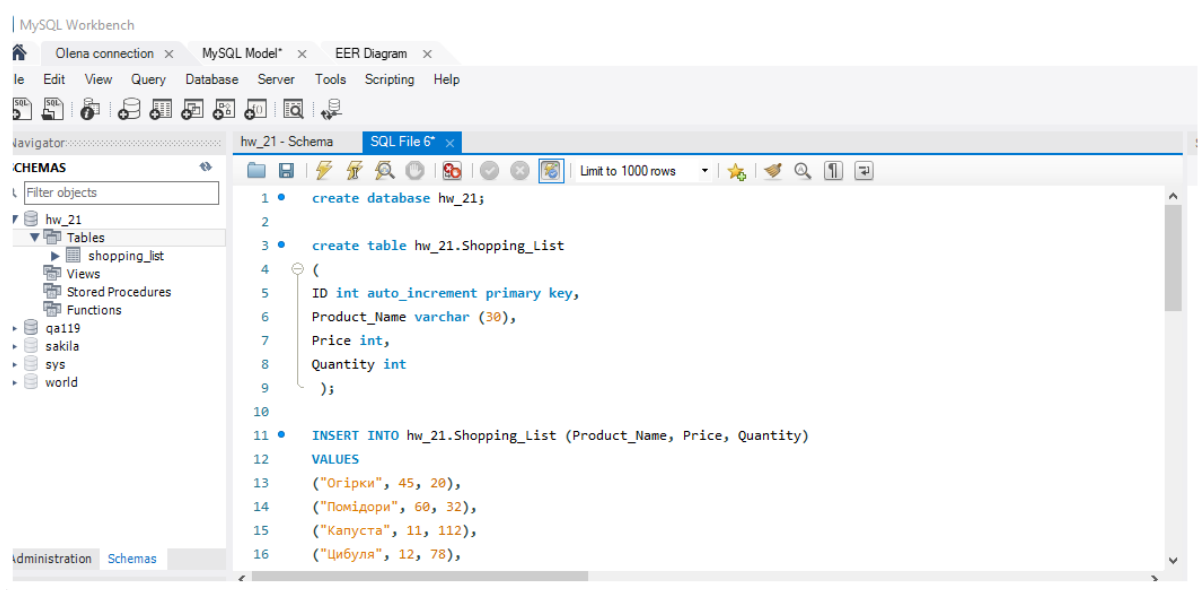 MySQL Workbench
Olena connection × MySQL Model* × EER Diagram ×
le Edit View Query Database Server Tools Scripting Help
Navigator
hw_21 - Schema SQL File 6* ×
SCHEMAS
Limit to 1000 rows
Filter objects
hw_21
Tables
shopping_list
Views
Stored Procedures
Functions
qa119
sakila
sys
world
1 create database hw_21;
2
3 create table hw_21.Shopping_List
4 (
5 ID int auto_increment primary key,
6 Product_Name varchar (30),
7 Price int,
8 Quantity int
9 );
10
11 INSERT INTO hw_21.Shopping_List (Product_Name, Price, Quantity)
12 VALUES
13 ("Огірки", 45, 20),
14 ("Помідори", 60, 32),
15 ("Капуста", 11, 112),
16 ("Цибуля", 12, 78),
Administration Schemas